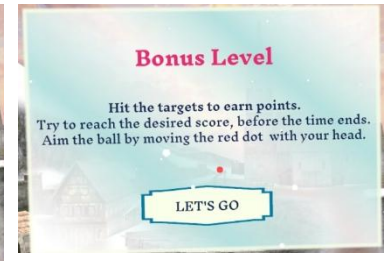 Bonus Level
Hit the targets to earn points.
Try to reach the desired score, before the time ends.
Aim the ball by moving the red dot with your head.
LET'S GO